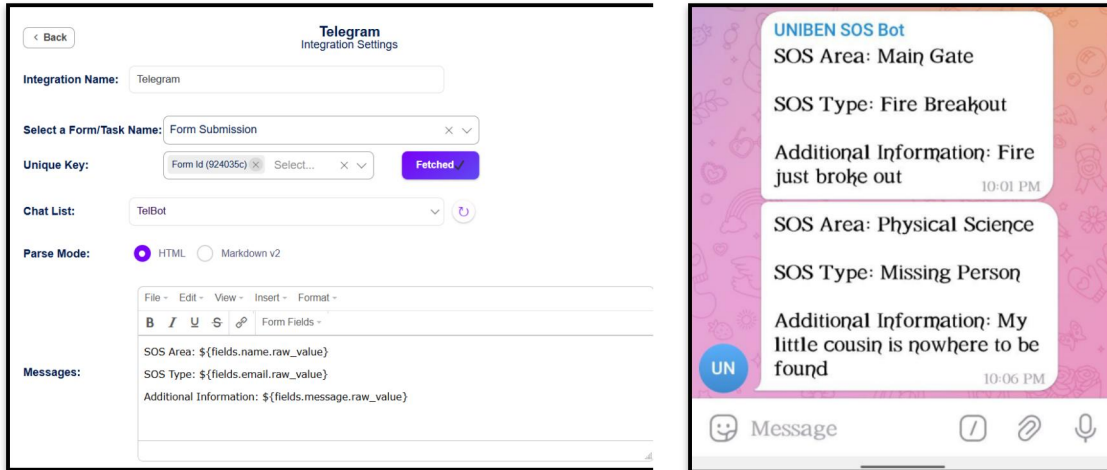 < Back
Telegram
Integration Settings
Integration Name: Telegram
Select a Form/Task Name: Form Submission
Unique Key: Form Id (924035c) Select... Fetched✓
Chat List: TelBot
Parse Mode: HTML Markdown v2
File Edit View Insert Format
B I U S Form Fields
Messages:
SOS Area: ${fields.name.raw_value}
SOS Type: ${fields.email.raw_value}
Additional Information: ${fields.message.raw_value}
UNIBEN SOS Bot
SOS Area: Main Gate
SOS Type: Fire Breakout
Additional Information: Fire
just broke out 10:01 PM
SOS Area: Physical Science
SOS Type: Missing Person
Additional Information: My
little cousin is nowhere to be
found 10:06 PM
UN
Message